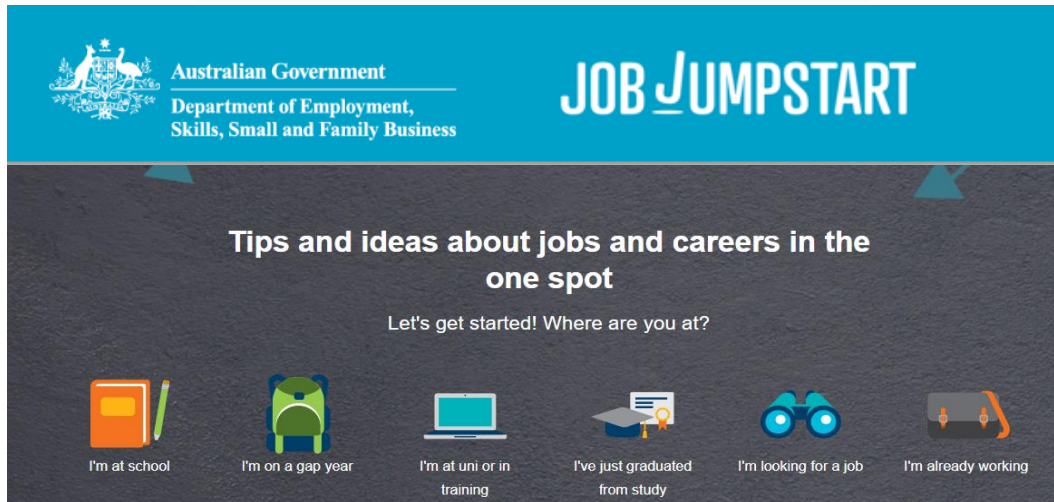 Australian Government
Department of Employment,
Skills, Small and Family Business
JOB JUMPSTART
Tips and ideas about jobs and careers in the
one spot
Let's get started! Where are you at?
I'm at school
I'm on a gap year
I'm at uni or in
training
I've just graduated
from study
I'm looking for a job
I'm already working